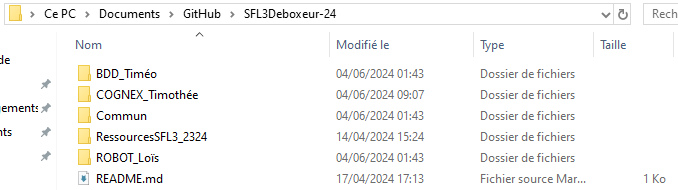 Ce PC > Documents > GitHub > SFL3Deboxeur-24
Rech
Nom Modifié le Type Taille
de
BDD_Timéo 04/06/2024 01:43 Dossier de fichiers
COGNEX_Timothée 04/06/2024 09:07 Dossier de fichiers
gements
Commun 04/06/2024 01:43 Dossier de fichiers
nts
RessourcesSFL3_2324 14/04/2024 15:24 Dossier de fichiers
ROBOT_Loïs 04/06/2024 01:43 Dossier de fichiers
README.md 17/04/2024 17:13 Fichier source Mar... 1 Ko